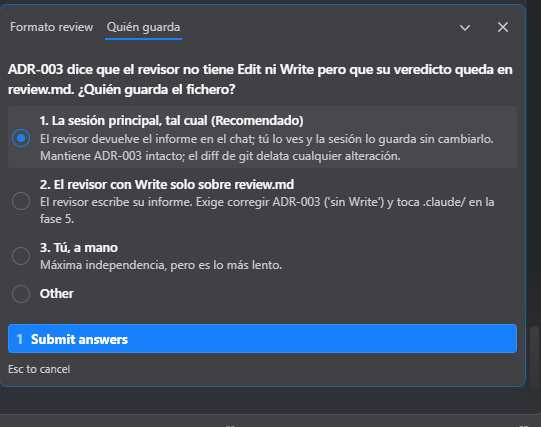 Formato review Quién guarda
ADR-003 dice que el revisor no tiene Edit ni Write pero que su veredicto queda en
review.md. ¿Quién guarda el fichero?
1. La sesión principal, tal cual (Recomendado)
El revisor devuelve el informe en el chat; tú lo ves y la sesión lo guarda sin cambiarlo.
Mantiene ADR-003 intacto; el diff de git delata cualquier alteración.
2. El revisor con Write solo sobre review.md
El revisor escribe su informe. Exige corregir ADR-003 ('sin Write') y toca .claude/ en la
fase 5.
3. Tú, a mano
Máxima independencia, pero es lo más lento.
Other
1 Submit answers
Esc to cancel